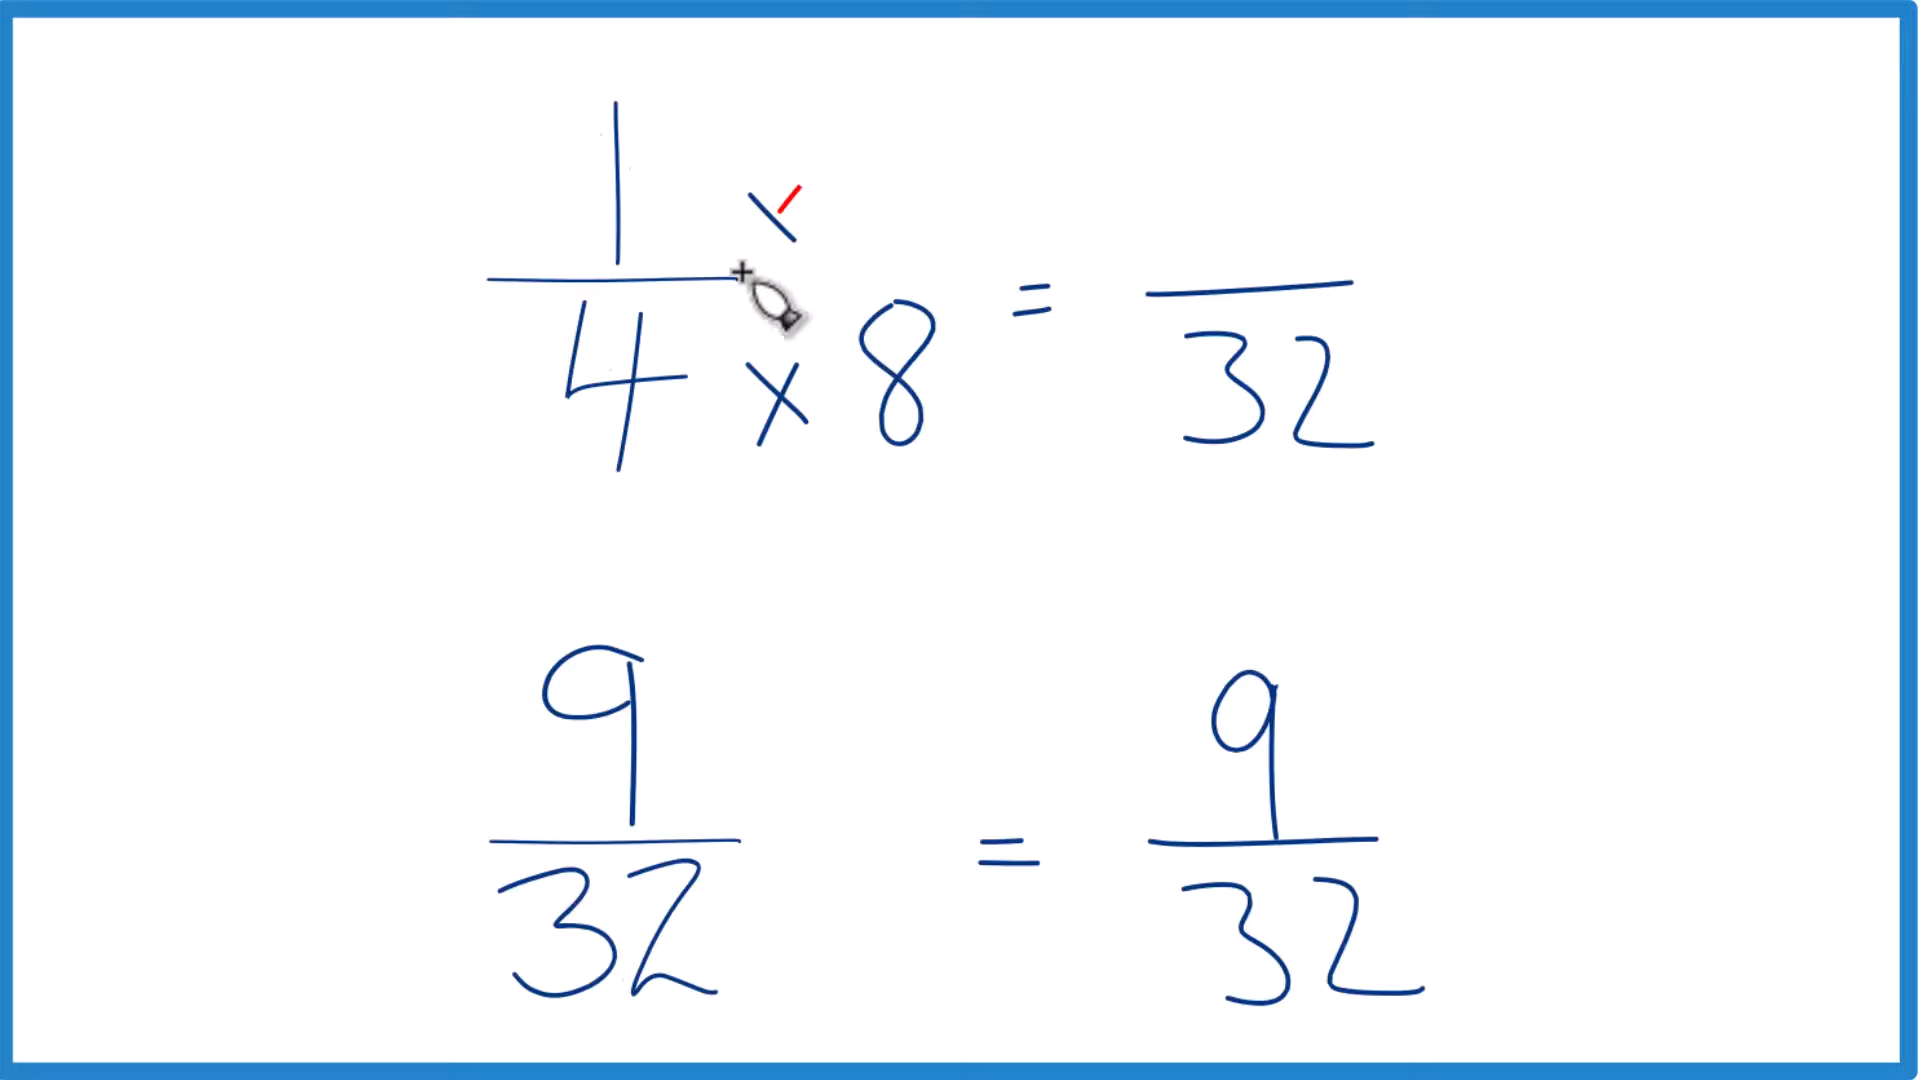 1 ×
4 × 8 = 32
9 = 9
32 32